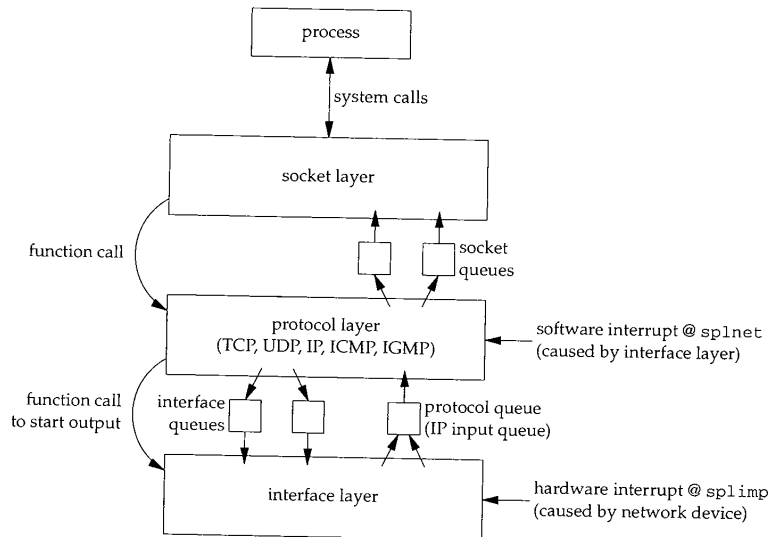 process
system calls
socket layer
function call
socket
queues
protocol layer
(TCP, UDP, IP, ICMP, IGMP)
software interrupt @ splnet
(caused by interface layer)
function call
to start output
interface
queues
protocol queue
(IP input queue)
interface layer
hardware interrupt @ splimp
(caused by network device)